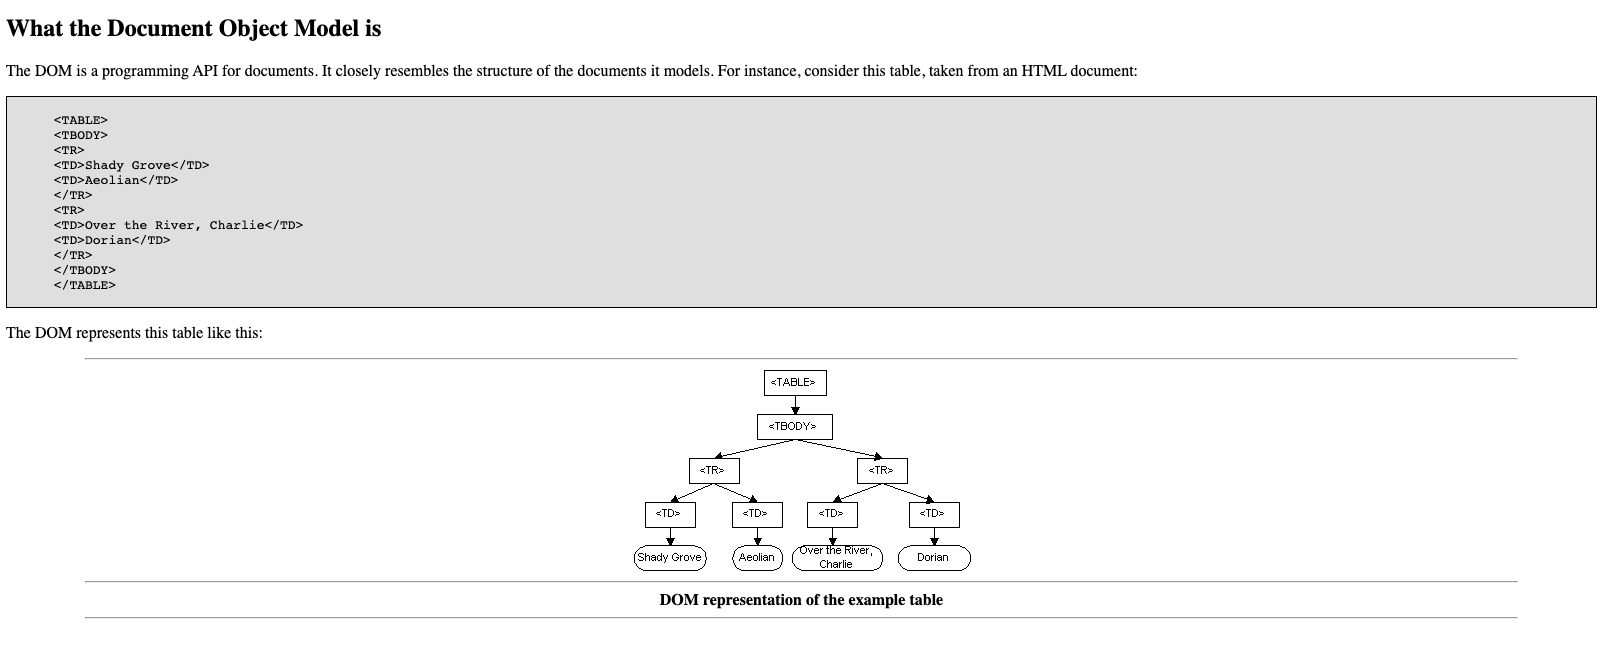 What the Document Object Model is
The DOM is a programming API for documents. It closely resembles the structure of the documents it models. For instance, consider this table, taken from an HTML document:
<TABLE>
<TBODY>
<TR>
<TD>Shady Grove</TD>
<TD>Aeolian</TD>
</TR>
<TR>
<TD>Over the River, Charlie</TD>
<TD>Dorian</TD>
</TR>
</TBODY>
</TABLE>
The DOM represents this table like this:
<TABLE>
<TBODY>
<TR> <TR>
<TD> <TD> <TD> <TD>
Shady Grove Aeolian Over the River, Dorian
Charlie
DOM representation of the example table